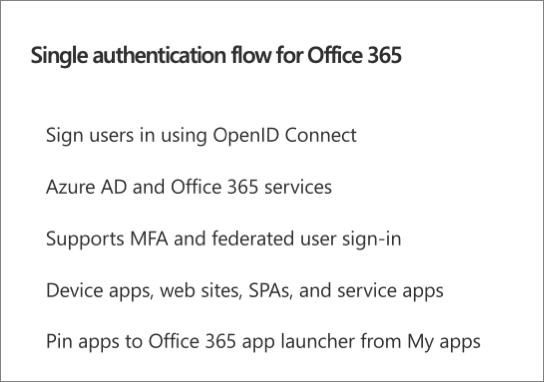 Single authentication flow for Office 365
Sign users in using OpenID Connect
Azure AD and Office 365 services
Supports MFA and federated user sign-in
Device apps, web sites, SPAs, and service apps
Pin apps to Office 365 app launcher from My apps